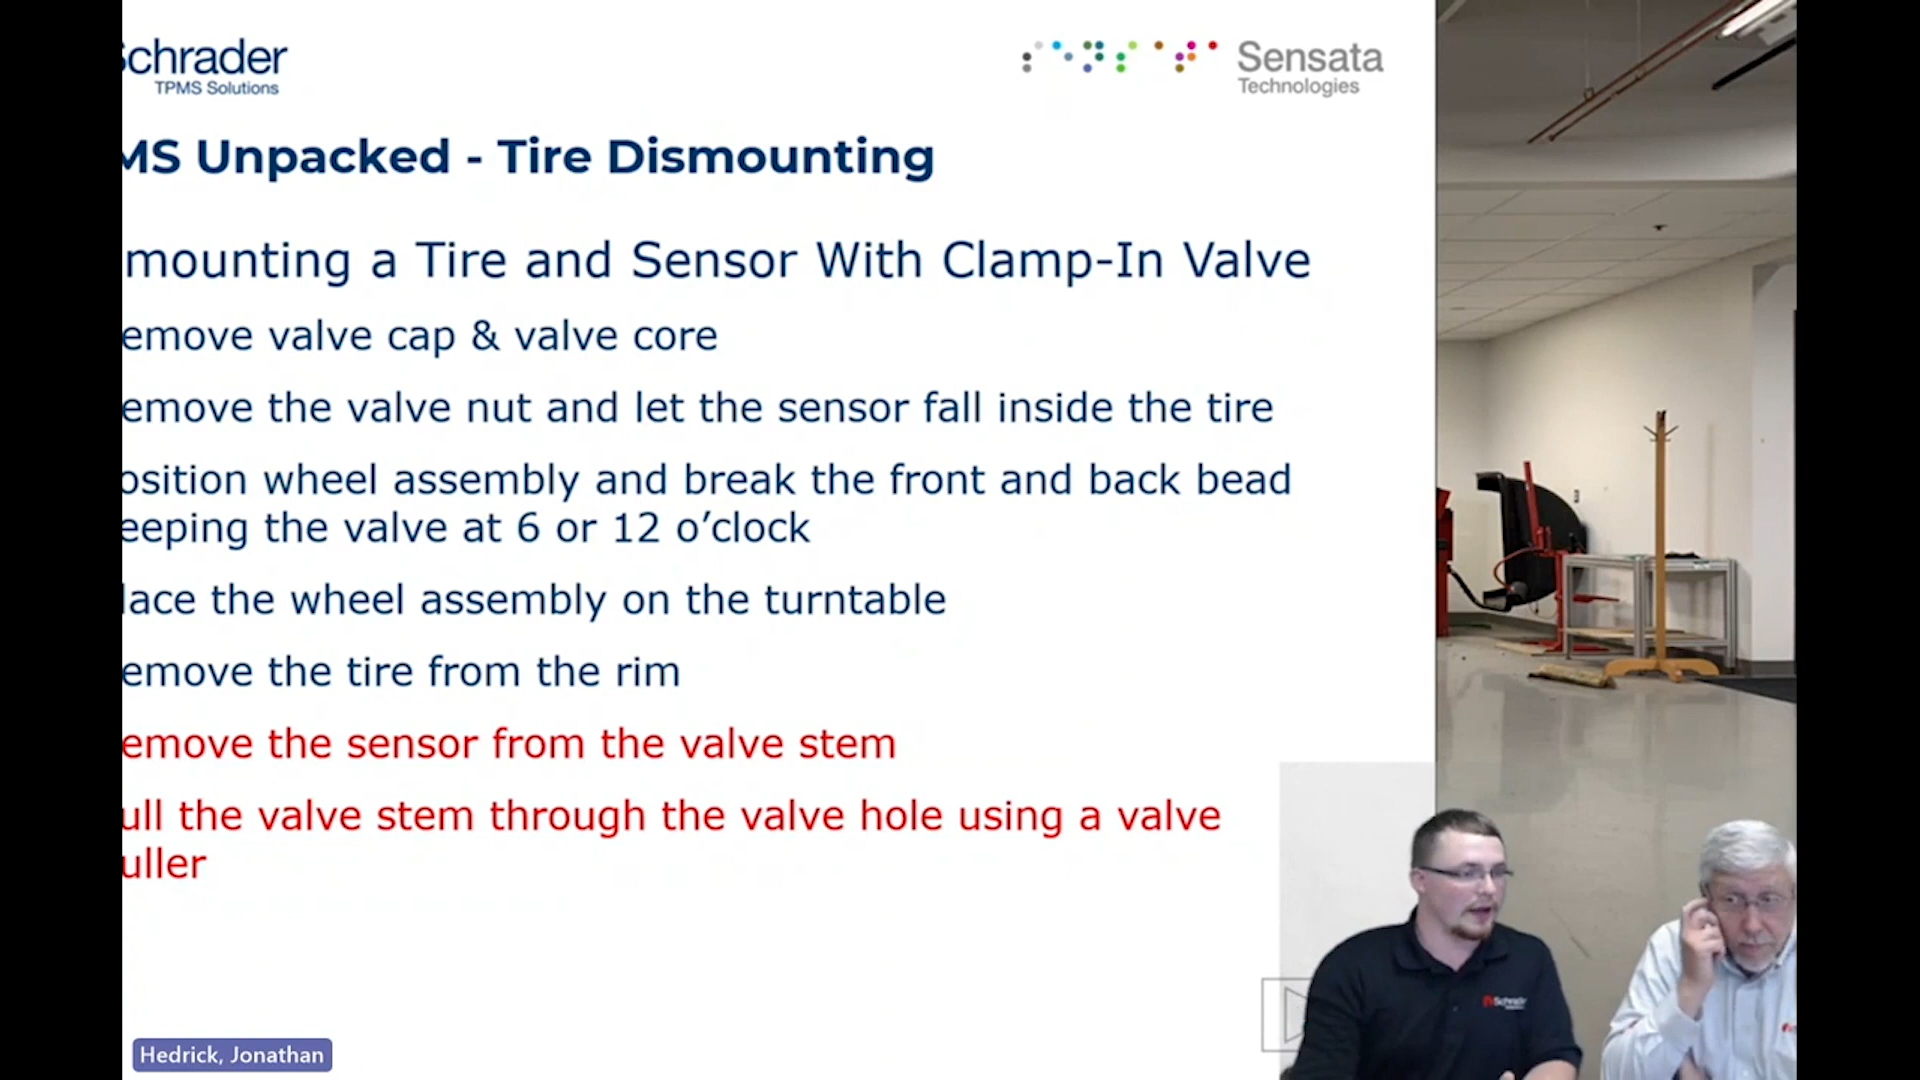 Schrader
TPMS Solutions
Sensata
Technologies
MS Unpacked - Tire Dismounting
mounting a Tire and Sensor With Clamp-In Valve
emove valve cap & valve core
emove the valve nut and let the sensor fall inside the tire
osition wheel assembly and break the front and back bead
eeping the valve at 6 or 12 o’clock
lace the wheel assembly on the turntable
emove the tire from the rim
emove the sensor from the valve stem
ull the valve stem through the valve hole using a valve
uller
Schrader
Hedrick, Jonathan